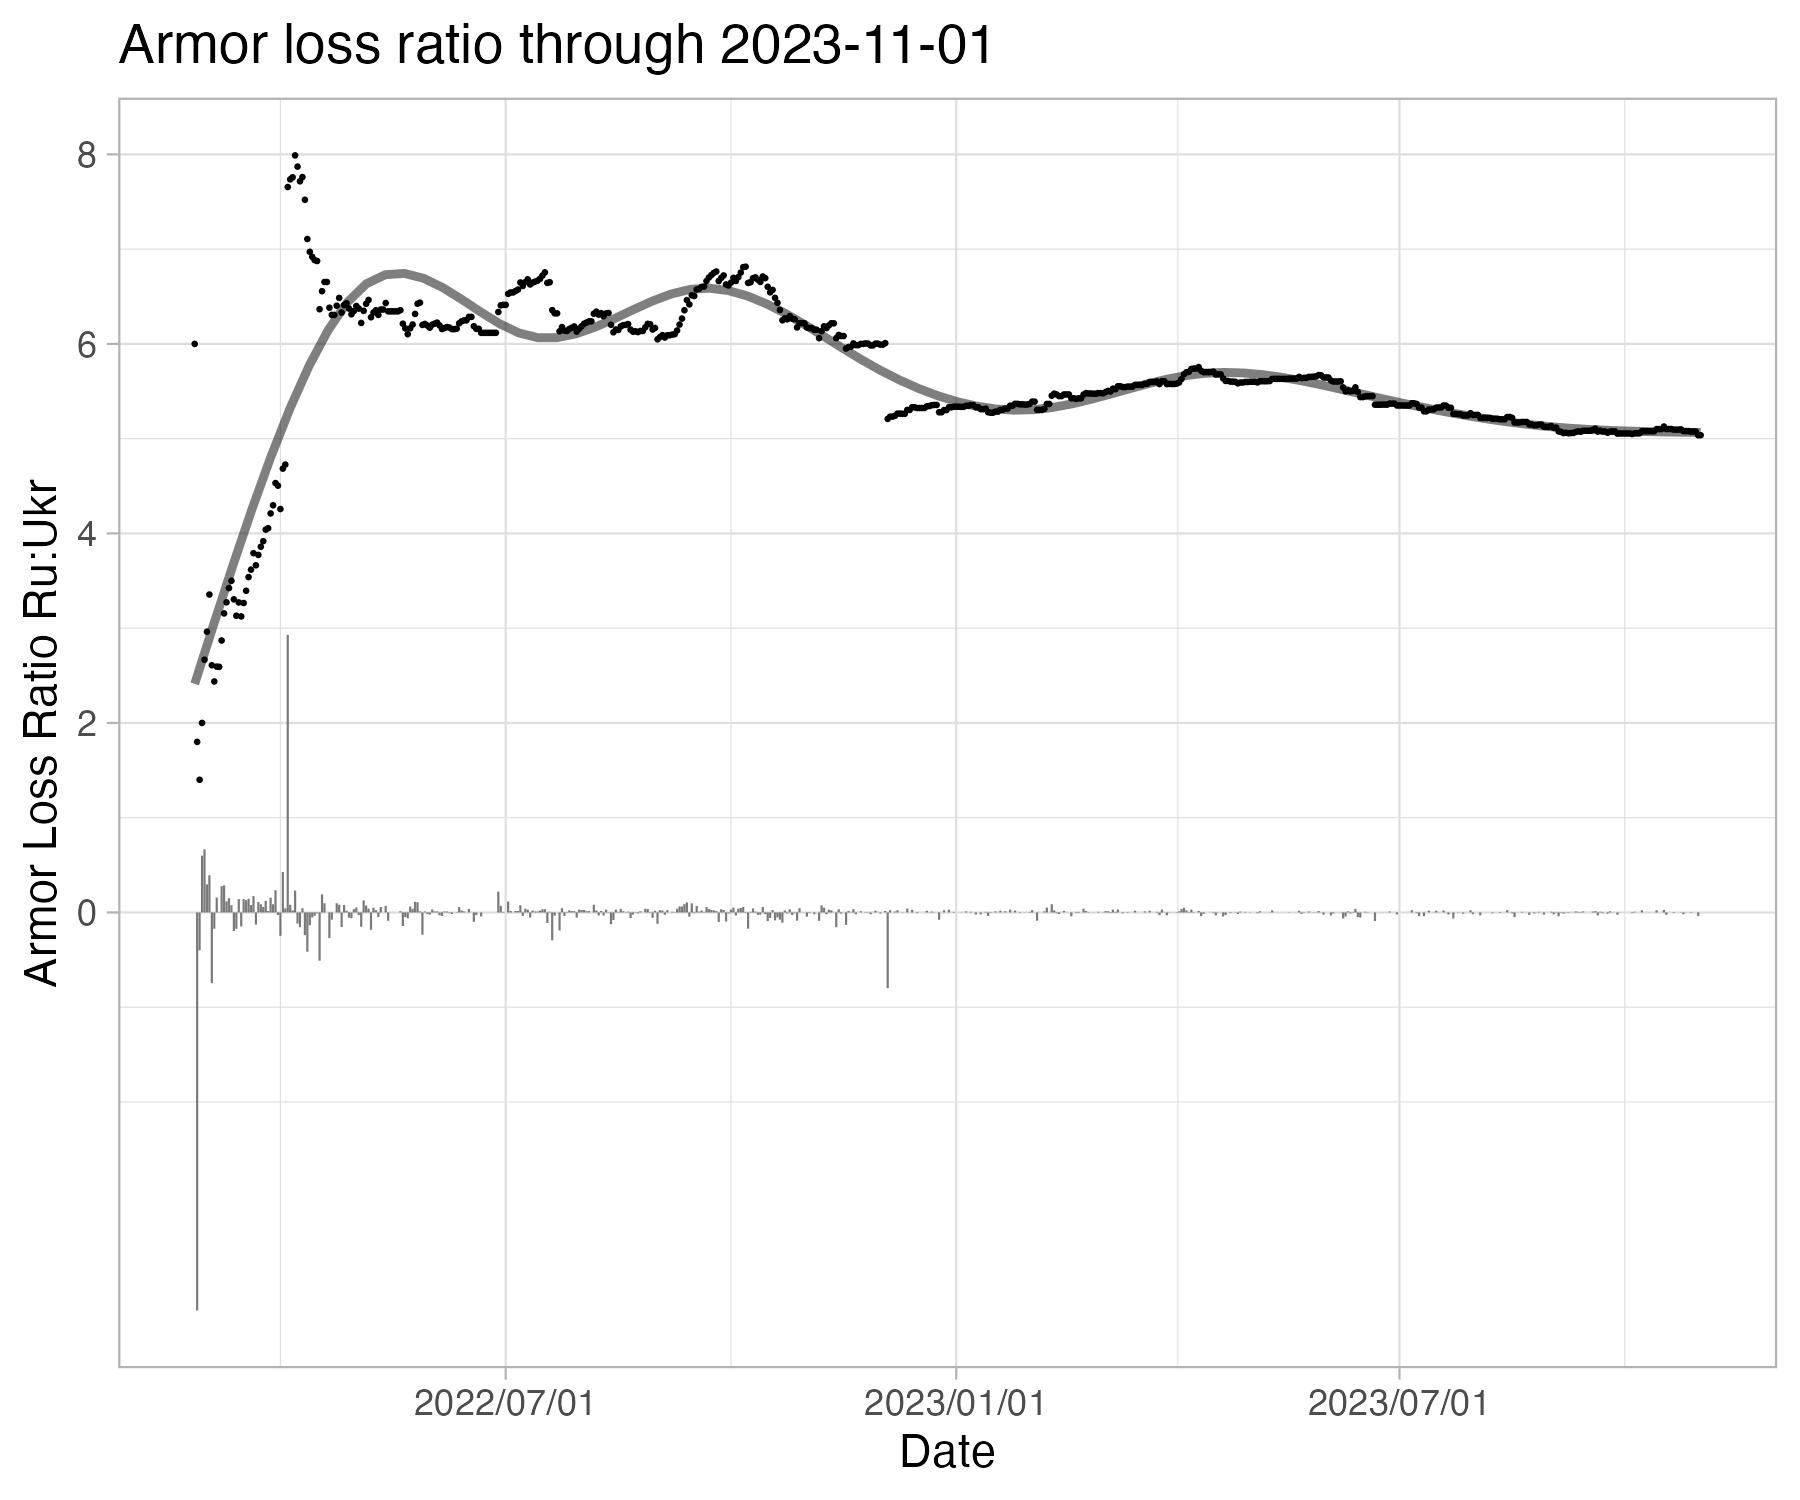 Armor loss ratio through 2023-11-01
Armor Loss Ratio Ru:Ukr
8
6
4
2
0
2022/07/01
2023/01/01
2023/07/01
Date